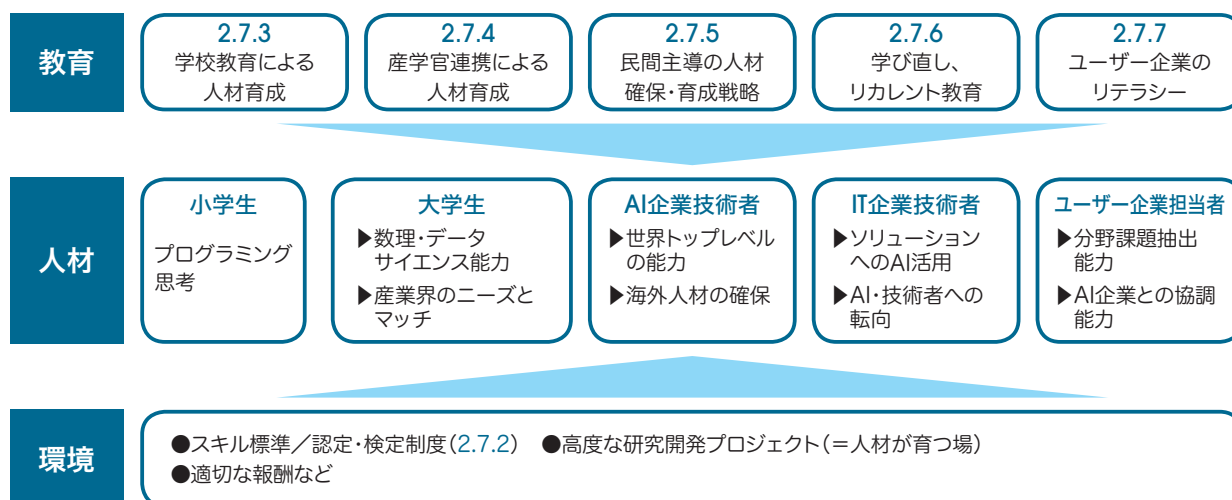 教育
2.7.3
学校教育による
人材育成
2.7.4
産学官連携による
人材育成
2.7.5
民間主導の人材
確保・育成戦略
2.7.6
学び直し、
リカレント教育
2.7.7
ユーザー企業の
リテラシー
人材
小学生
プログラミング
思考
大学生
▶数理・データ
サイエンス能力
▶産業界のニーズと
マッチ
AI企業技術者
▶世界トップレベル
の能力
▶海外人材の確保
IT企業技術者
▶ソリューション
へのAI活用
▶AI・技術者への
転向
ユーザー企業担当者
▶分野課題抽出
能力
▶AI企業との協調
能力
環境
●スキル標準／認定・検定制度(2.7.2) ●高度な研究開発プロジェクト(＝人材が育つ場)
●適切な報酬など